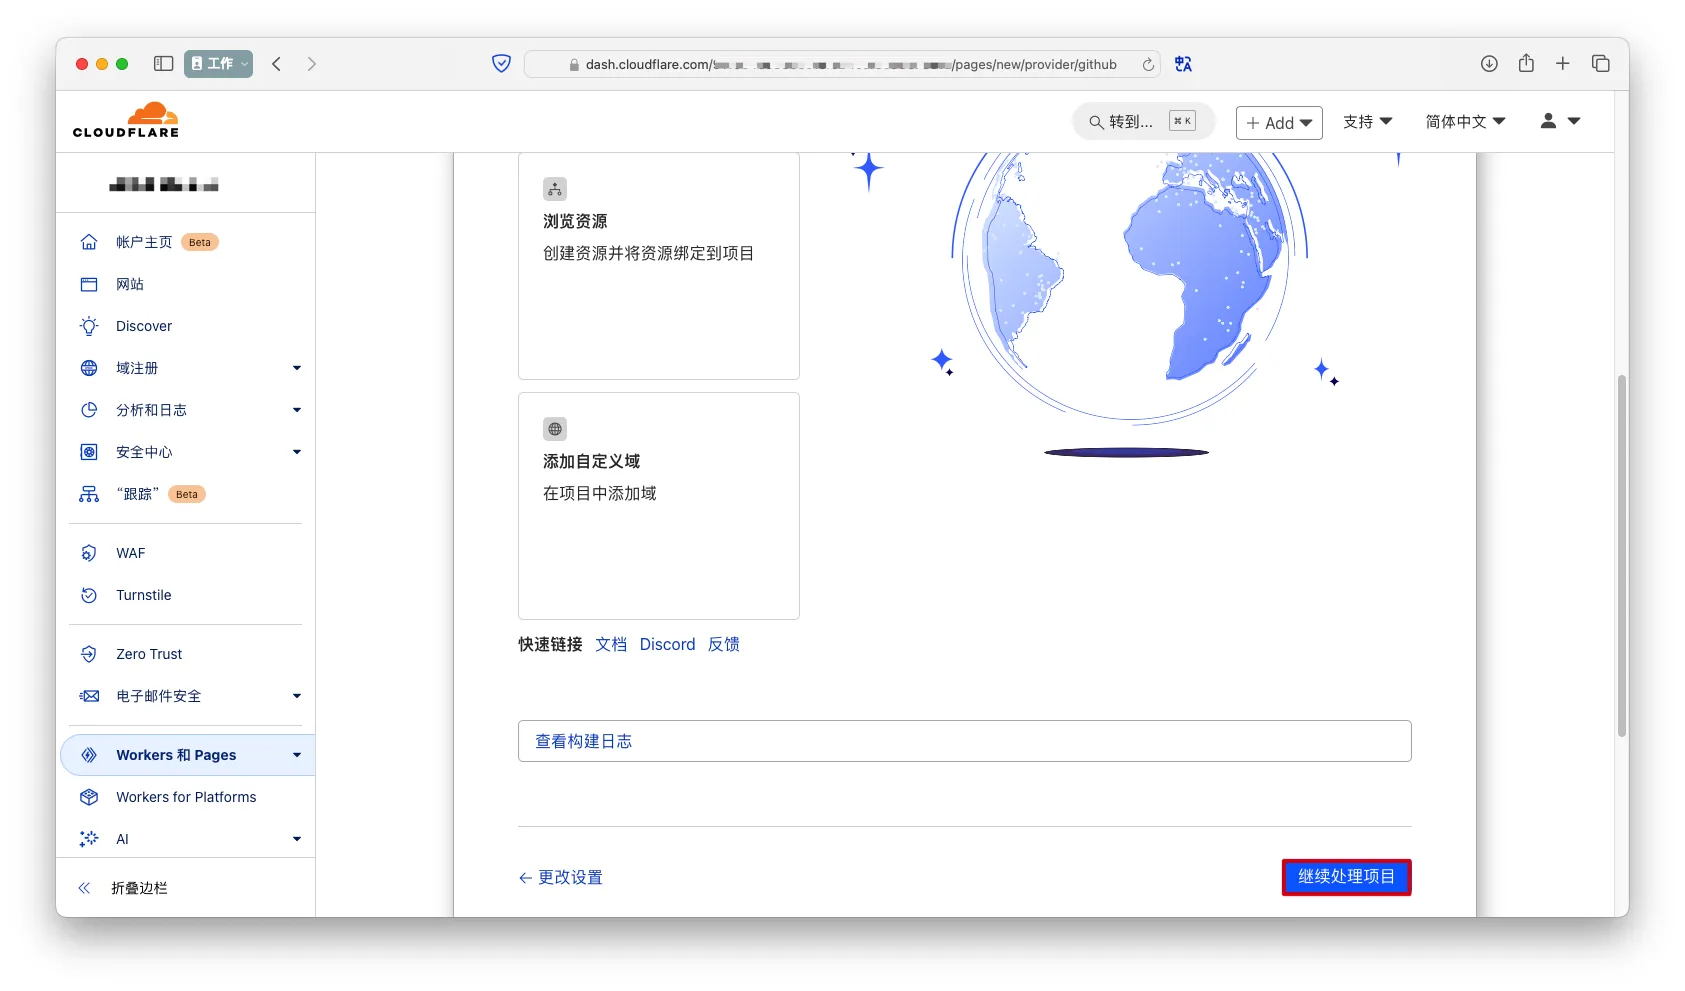 工作
dash.cloudflare.com/
/pages/new/provider/github
CLOUDFLARE
转到...
⌘ K
+ Add
支持
简体中文
帐户主页 Beta
网站
Discover
域注册
分析和日志
安全中心
“跟踪” Beta
WAF
Turnstile
Zero Trust
电子邮件安全
Workers 和 Pages
Workers for Platforms
AI
折叠边栏
浏览资源
创建资源并将资源绑定到项目
添加自定义域
在项目中添加域
快速链接 文档 Discord 反馈
查看构建日志
← 更改设置
继续处理项目